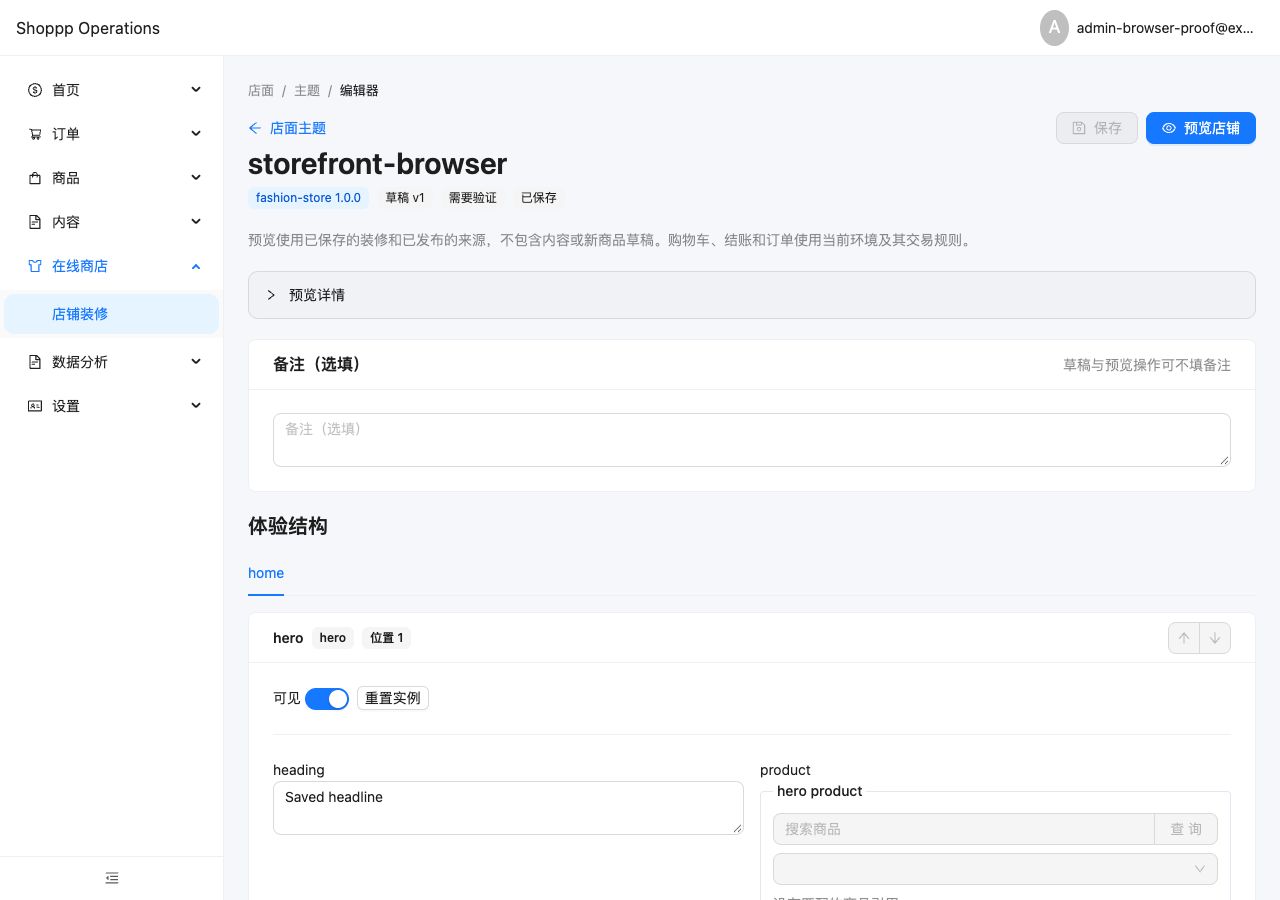 Shoppp Operations
A
admin-browser-proof@ex...
首页
订单
商品
内容
在线商店
店铺装修
数据分析
设置
店面 / 主题 / 编辑器
店面主题
保存
预览店铺
storefront-browser
fashion-store 1.0.0
草稿 v1
需要验证
已保存
预览使用已保存的装修和已发布的来源，不包含内容或新商品草稿。购物车、结账和订单使用当前环境及其交易规则。
预览详情
备注（选填）
草稿与预览操作可不填备注
备注（选填）
体验结构
home
hero
hero
位置 1
可见
重置实例
heading
Saved headline
product
hero product
搜索商品
查 询